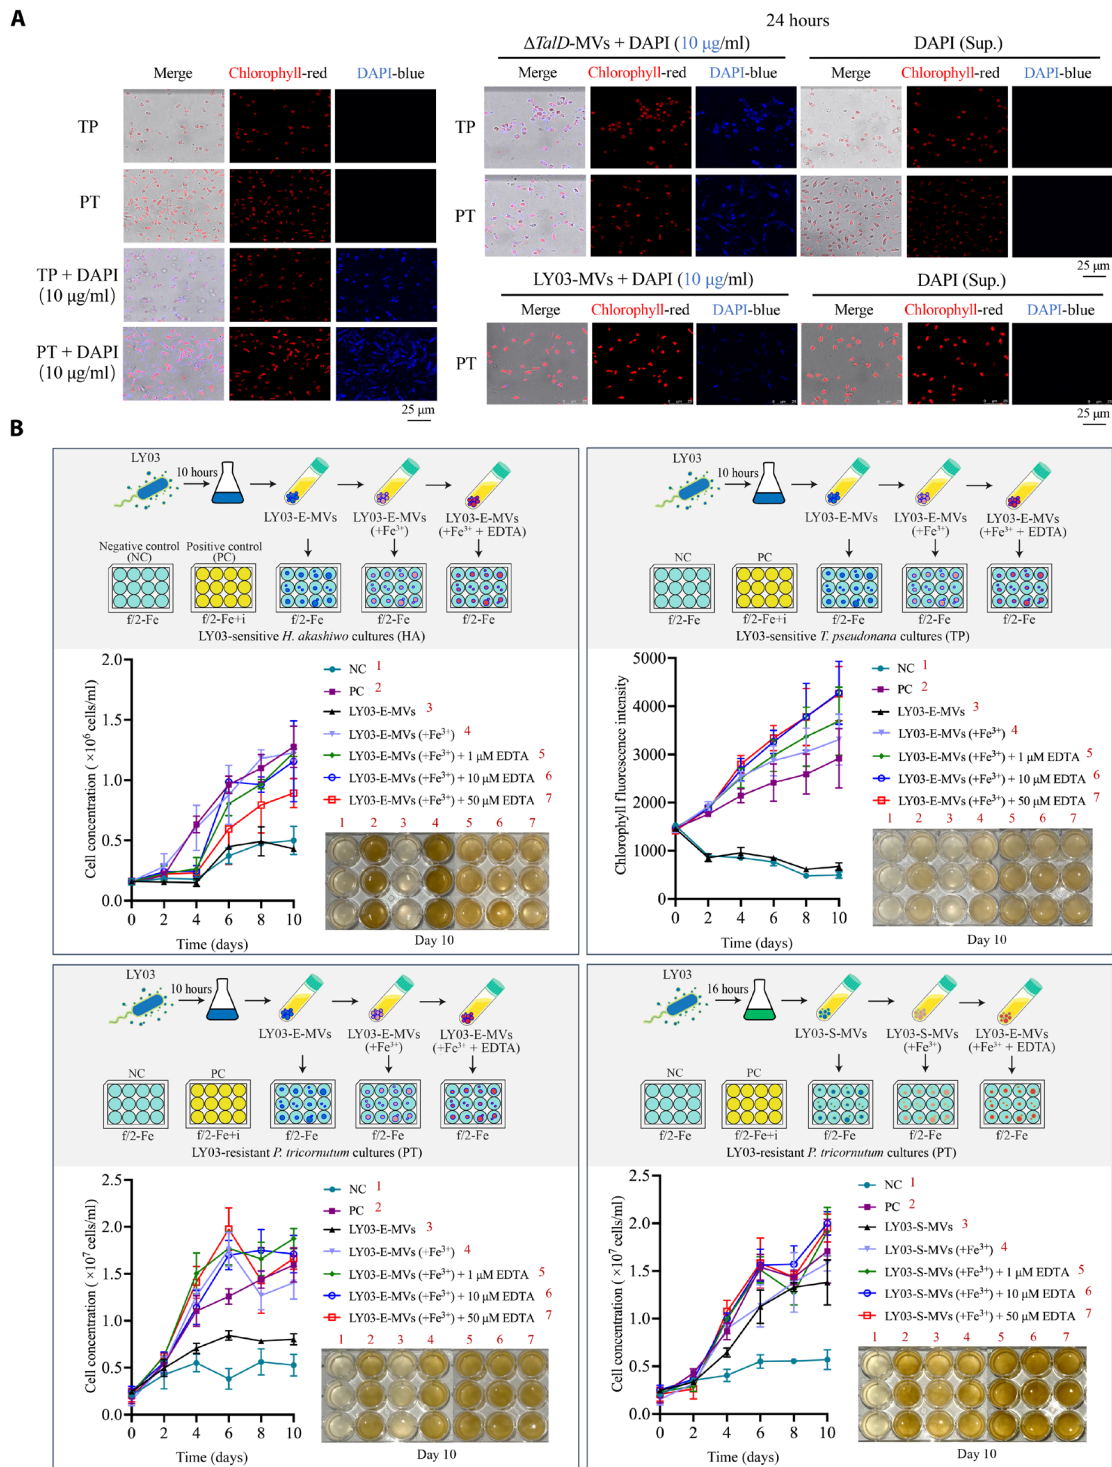 A
24 hours
ΔTalD-MVs + DAPI (10 μg/ml) DAPI (Sup.)
Merge Chlorophyll-red DAPI-blue
Merge Chlorophyll-red DAPI-blue Merge Chlorophyll-red DAPI-blue
TP
PT
TP + DAPI
(10 μg/ml)
PT + DAPI
(10 μg/ml)
25 μm
TP
PT
25 μm
LY03-MVs + DAPI (10 μg/ml) DAPI (Sup.)
Merge Chlorophyll-red DAPI-blue Merge Chlorophyll-red DAPI-blue
PT
25 μm
B
LY03
10 hours
LY03-E-MVs LY03-E-MVs LY03-E-MVs
(+Fe³⁺) (+Fe³⁺ + EDTA)
Negative control Positive control
(NC) (PC)
f/2-Fe f/2-Fe+i f/2-Fe f/2-Fe f/2-Fe
LY03-sensitive H. akashiwo cultures (HA)
Cell concentration (×10⁶ cells/ml)
2.0
1.5
1.0
0.5
0.0
0 2 4 6 8 10
Time (days)
NC 1
PC 2
LY03-E-MVs 3
LY03-E-MVs (+Fe³⁺) 4
LY03-E-MVs (+Fe³⁺) + 1 μM EDTA 5
LY03-E-MVs (+Fe³⁺) + 10 μM EDTA 6
LY03-E-MVs (+Fe³⁺) + 50 μM EDTA 7
1 2 3 4 5 6 7
Day 10
LY03
10 hours
LY03-E-MVs LY03-E-MVs LY03-E-MVs
(+Fe³⁺) (+Fe³⁺ + EDTA)
NC PC
f/2-Fe f/2-Fe+i f/2-Fe f/2-Fe f/2-Fe
LY03-sensitive T. pseudonana cultures (TP)
Chlorophyll fluorescence intensity
5000
4000
3000
2000
1000
0
0 2 4 6 8 10
Time (days)
NC 1
PC 2
LY03-E-MVs 3
LY03-E-MVs (+Fe³⁺) 4
LY03-E-MVs (+Fe³⁺) + 1 μM EDTA 5
LY03-E-MVs (+Fe³⁺) + 10 μM EDTA 6
LY03-E-MVs (+Fe³⁺) + 50 μM EDTA 7
1 2 3 4 5 6 7
Day 10
LY03
10 hours
LY03-E-MVs LY03-E-MVs LY03-E-MVs
(+Fe³⁺) (+Fe³⁺ + EDTA)
NC PC
f/2-Fe f/2-Fe+i f/2-Fe f/2-Fe f/2-Fe
LY03-resistant P. tricornutum cultures (PT)
Cell concentration (×10⁷ cells/ml)
2.5
2.0
1.5
1.0
0.5
0.0
0 2 4 6 8 10
Time (days)
NC 1
PC 2
LY03-E-MVs 3
LY03-E-MVs (+Fe³⁺) 4
LY03-E-MVs (+Fe³⁺) + 1 μM EDTA 5
LY03-E-MVs (+Fe³⁺) + 10 μM EDTA 6
LY03-E-MVs (+Fe³⁺) + 50 μM EDTA 7
1 2 3 4 5 6 7
Day 10
LY03
16 hours
LY03-S-MVs LY03-S-MVs LY03-E-MVs
(+Fe³⁺) (+Fe³⁺ + EDTA)
NC PC
f/2-Fe f/2-Fe+i f/2-Fe f/2-Fe f/2-Fe
LY03-resistant P. tricornutum cultures (PT)
Cell concentration (×10⁷ cells/ml)
2.5
2.0
1.5
1.0
0.5
0.0
0 2 4 6 8 10
Time (days)
NC 1
PC 2
LY03-S-MVs 3
LY03-S-MVs (+Fe³⁺) 4
LY03-S-MVs (+Fe³⁺) + 1 μM EDTA 5
LY03-S-MVs (+Fe³⁺) + 10 μM EDTA 6
LY03-S-MVs (+Fe³⁺) + 50 μM EDTA 7
1 2 3 4 5 6 7
Day 10